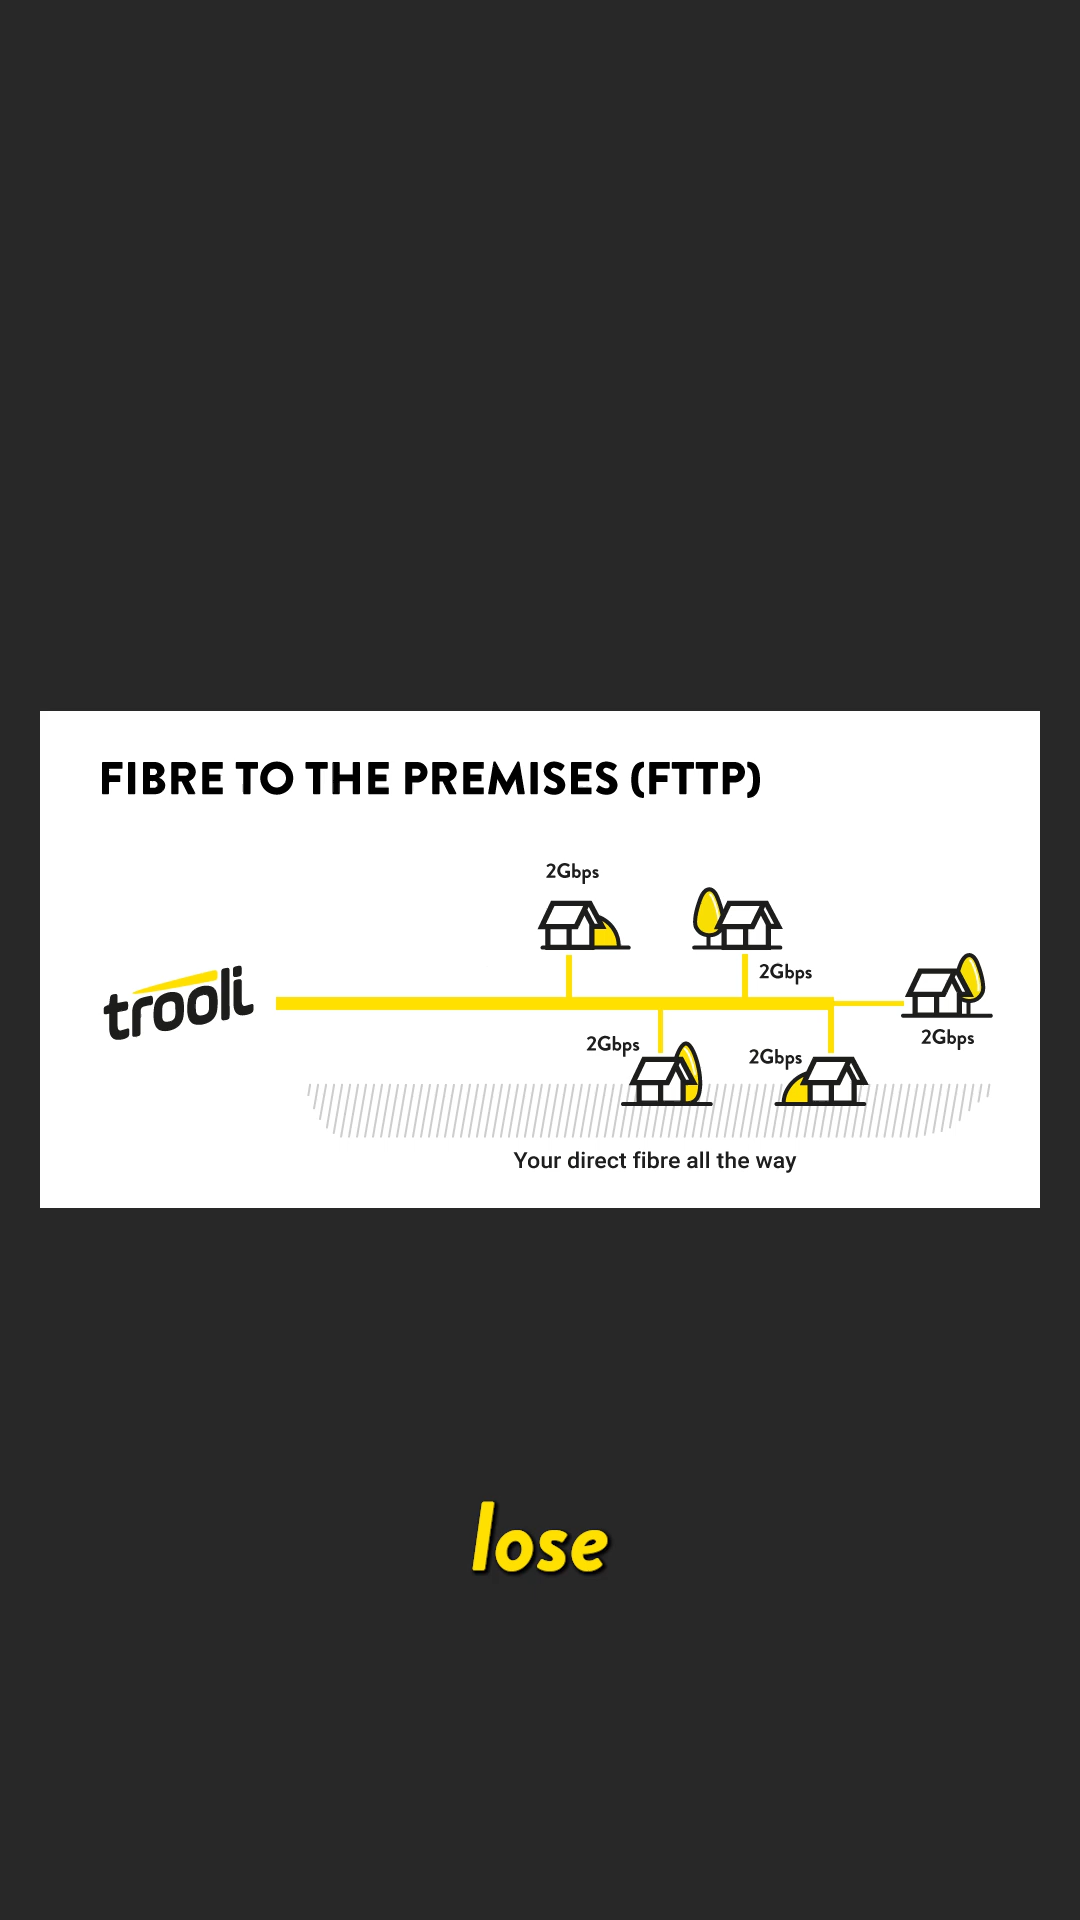 FIBRE TO THE PREMISES (FTTP)
2Gbps
2Gbps
trooli
2Gbps
2Gbps
2Gbps
Your direct fibre all the way
lose